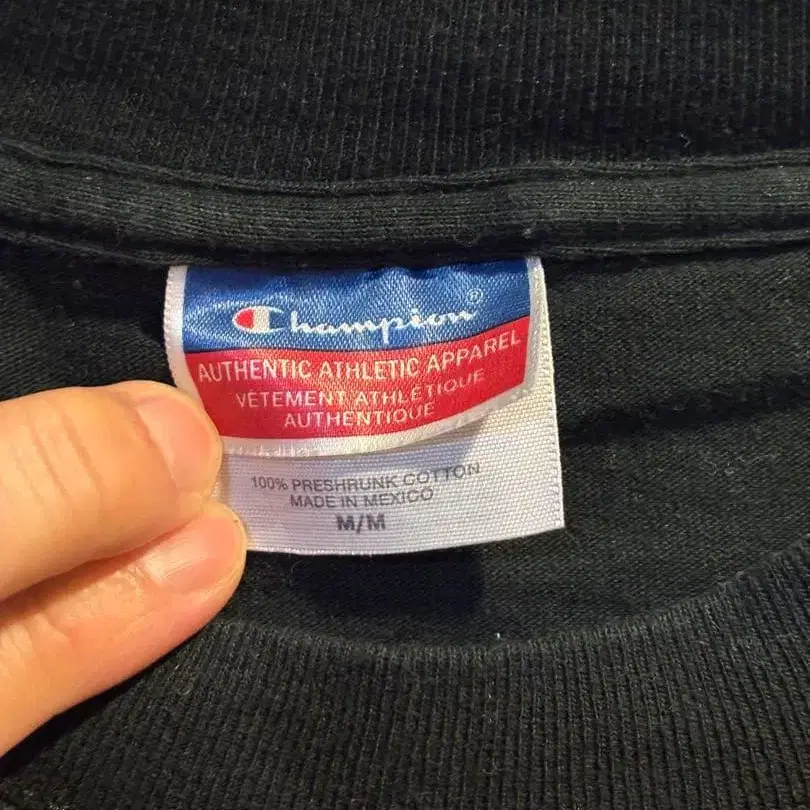 Champion®
AUTHENTIC ATHLETIC APPAREL
VÊTEMENT ATHLÉTIQUE
AUTHENTIQUE
100% PRESHRUNK COTTON
MADE IN MEXICO
M/M